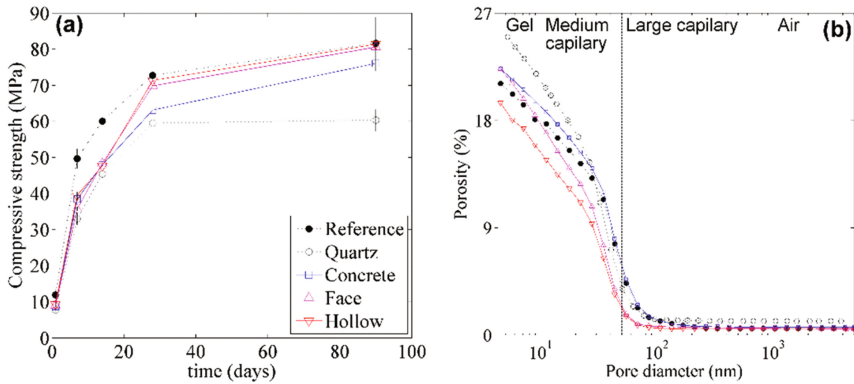 (a)
90
80
70
60
50
40
30
20
10
0
Compressive strength (MPa)
0 20 40 60 80 100
time (days)
Reference
Quartz
Concrete
Face
Hollow
(b)
27
18
9
0
Porosity (%)
Gel Medium capilary Large capilary Air
10¹ 10² 10³
Pore diameter (nm)